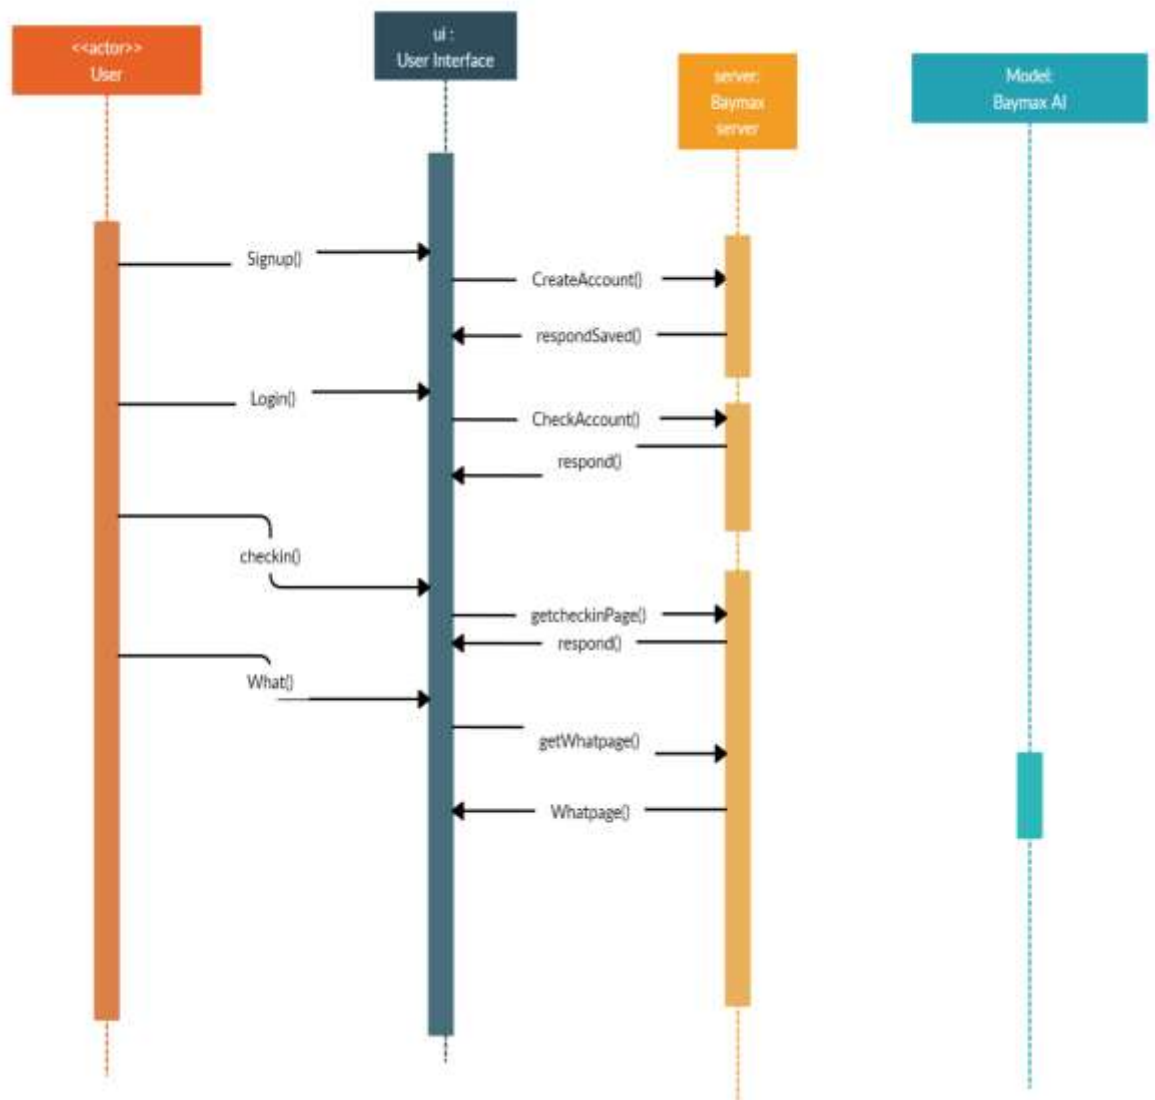 <<actor>>
User
ui :
User Interface
server:
Baymax
server
Model:
Baymax AI
Signup()
CreateAccount()
respondSaved()
Login()
CheckAccount()
respond()
checkin()
getcheckinPage()
respond()
What()
getWhatpage()
Whatpage()